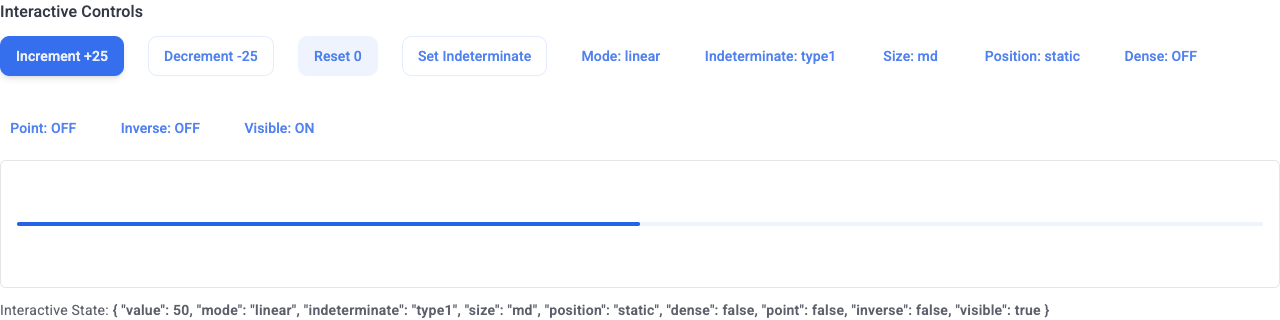 Interactive Controls
Increment +25 Decrement -25 Reset 0 Set Indeterminate Mode: linear Indeterminate: type1 Size: md Position: static Dense: OFF
Point: OFF Inverse: OFF Visible: ON
Interactive State: { "value": 50, "mode": "linear", "indeterminate": "type1", "size": "md", "position": "static", "dense": false, "point": false, "inverse": false, "visible": true }